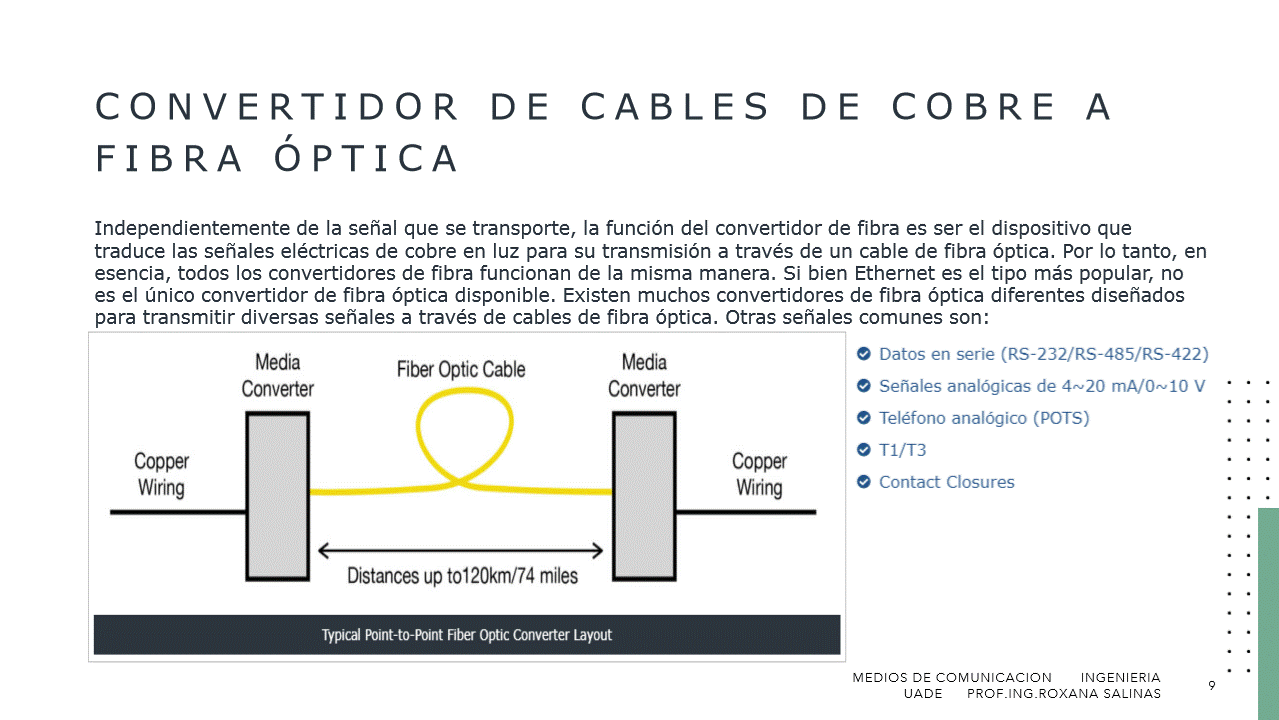 CONVERTIDOR DE CABLES DE COBRE A
FIBRA ÓPTICA
Independientemente de la señal que se transporte, la función del convertidor de fibra es ser el dispositivo que
traduce las señales eléctricas de cobre en luz para su transmisión a través de un cable de fibra óptica. Por lo tanto, en
esencia, todos los convertidores de fibra funcionan de la misma manera. Si bien Ethernet es el tipo más popular, no
es el único convertidor de fibra óptica disponible. Existen muchos convertidores de fibra óptica diferentes diseñados
para transmitir diversas señales a través de cables de fibra óptica. Otras señales comunes son:
Media
Converter
Fiber Optic Cable
Media
Converter
Copper
Wiring
Copper
Wiring
Distances up to120km/74 miles
Typical Point-to-Point Fiber Optic Converter Layout
Datos en serie (RS-232/RS-485/RS-422)
Señales analógicas de 4~20 mA/0~10 V
Teléfono analógico (POTS)
T1/T3
Contact Closures
MEDIOS DE COMUNICACION INGENIERIA
UADE PROF.ING.ROXANA SALINAS
9